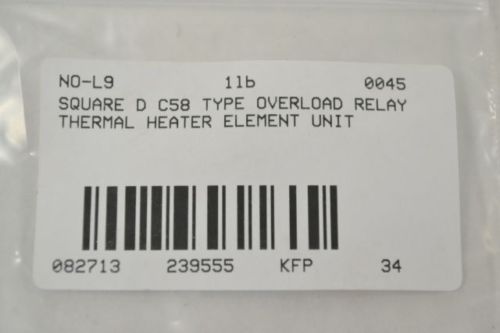 NO-L9 1lb 0045
SQUARE D C58 TYPE OVERLOAD RELAY
THERMAL HEATER ELEMENT UNIT
082713 239555 KFP 34